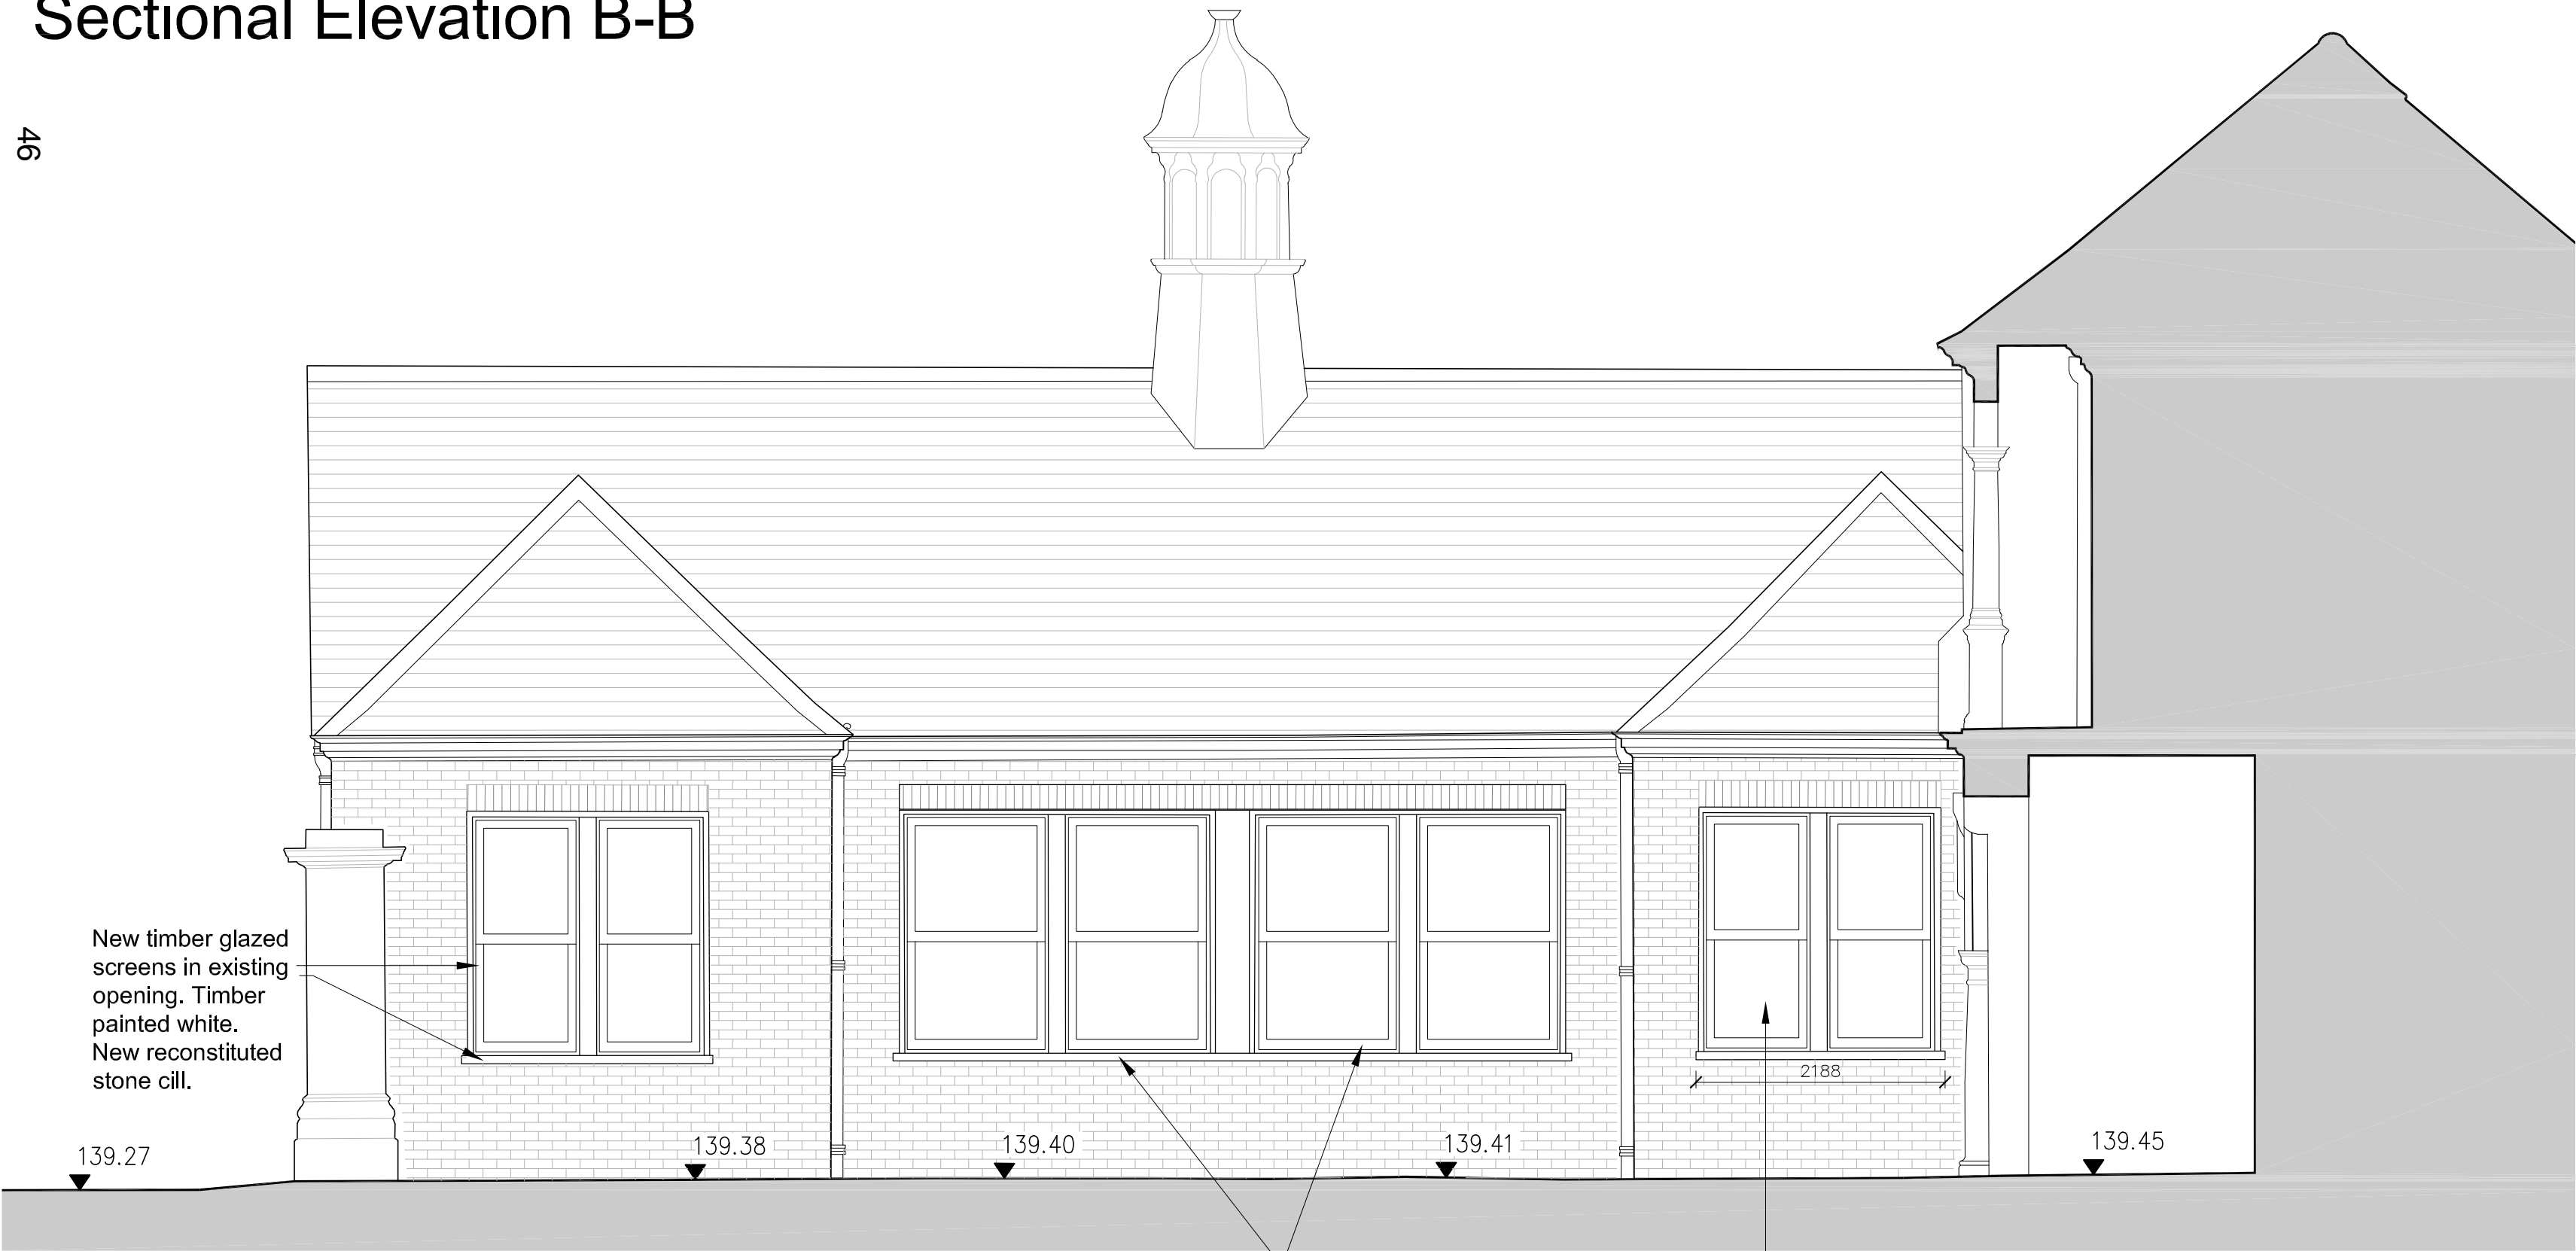 Sectional Elevation B-B
46
New timber glazed
screens in existing
opening. Timber
painted white.
New reconstituted
stone cill.
2188
139.27
139.38
139.40
139.41
139.45